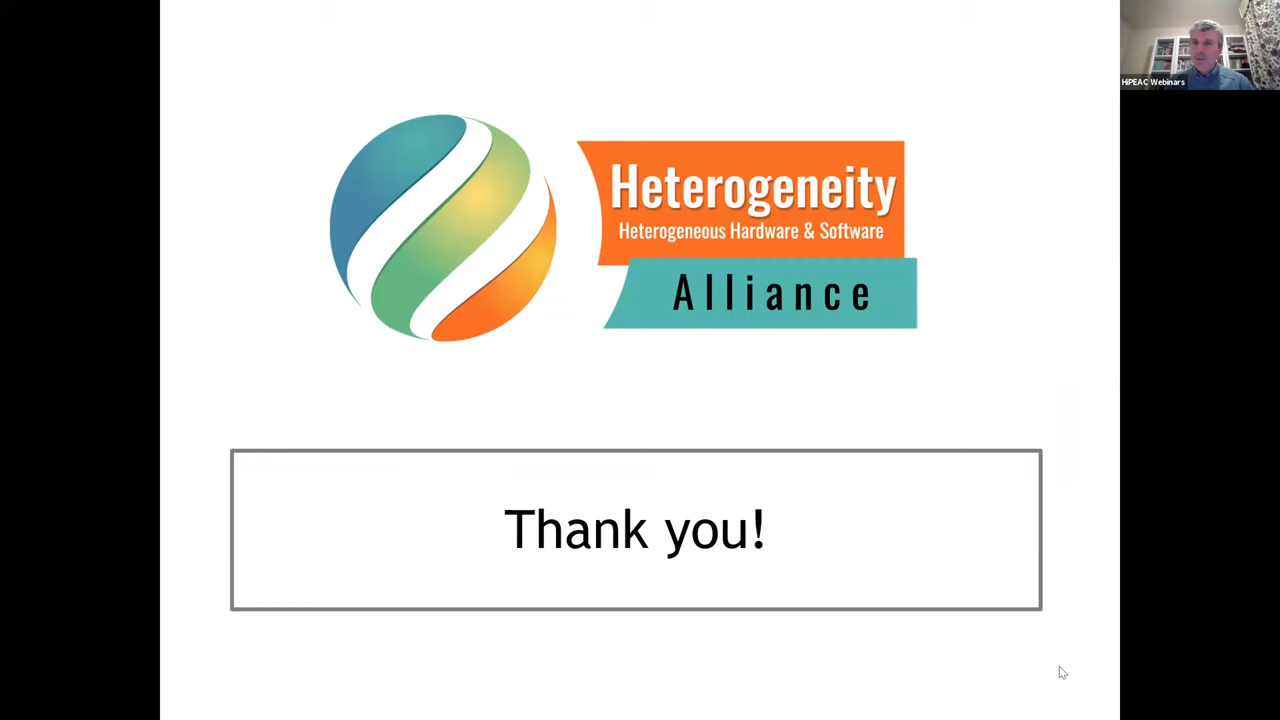 HiPEAC Webinars
Heterogeneity
Heterogeneous Hardware & Software
Alliance
Thank you!